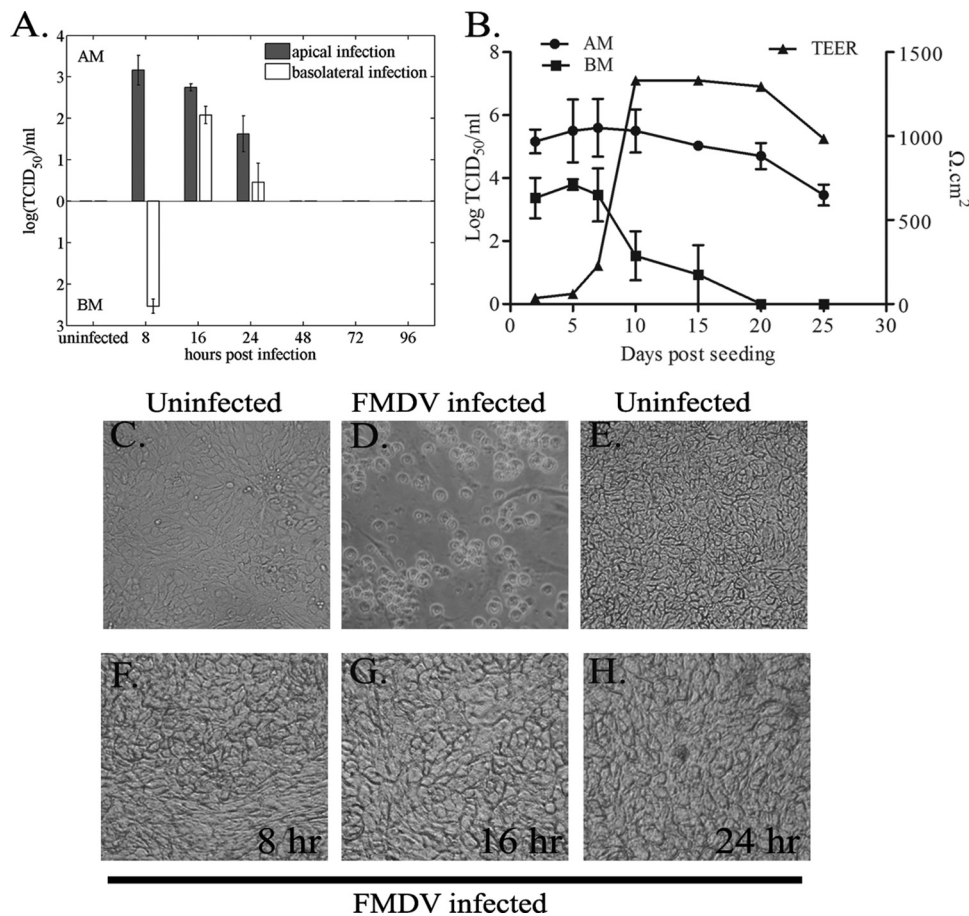 A.
AM
apical infection
basolateral infection
log(TCID50)/ml
4
3
2
1
0
1
2
3
BM
uninfected 8 16 24 48 72 96
hours post infection
B.
AM
BM
TEER
Log TCID50/ml
8
6
4
2
0
1500
1000
500
0
Ω.cm2
0 5 10 15 20 25 30
Days post seeding
Uninfected FMDV infected Uninfected
C. D. E.
F. G. H.
8 hr 16 hr 24 hr
FMDV infected